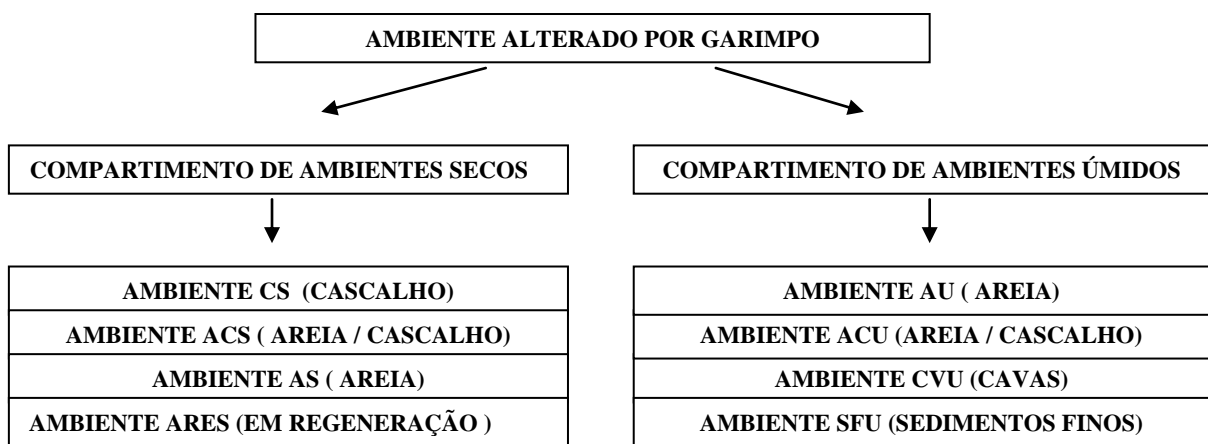 AMBIENTE ALTERADO POR GARIMPO
COMPARTIMENTO DE AMBIENTES SECOS
AMBIENTE CS (CASCALHO)
AMBIENTE ACS ( AREIA / CASCALHO)
AMBIENTE AS ( AREIA)
AMBIENTE ARES (EM REGENERAÇÃO )
COMPARTIMENTO DE AMBIENTES ÚMIDOS
AMBIENTE AU ( AREIA)
AMBIENTE ACU (AREIA / CASCALHO)
AMBIENTE CVU (CAVAS)
AMBIENTE SFU (SEDIMENTOS FINOS)